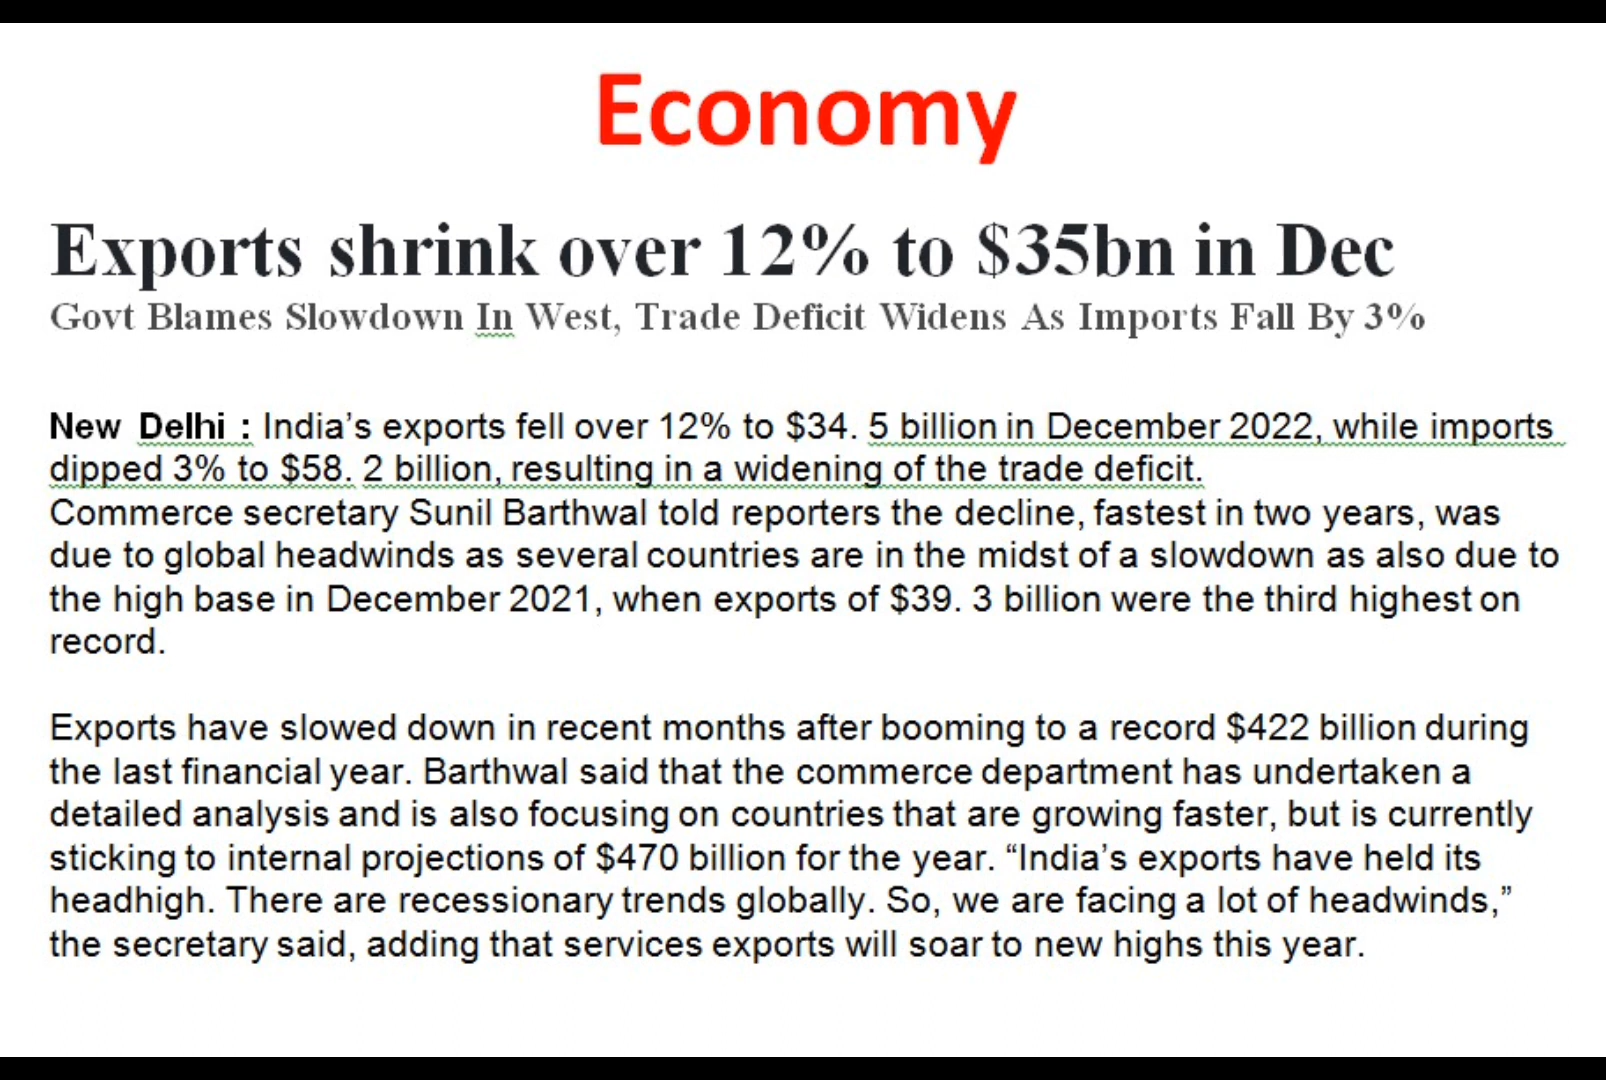 Economy
Exports shrink over 12% to $35bn in Dec
Govt Blames Slowdown In West, Trade Deficit Widens As Imports Fall By 3%
New Delhi : India’s exports fell over 12% to $34. 5 billion in December 2022, while imports
dipped 3% to $58. 2 billion, resulting in a widening of the trade deficit.
Commerce secretary Sunil Barthwal told reporters the decline, fastest in two years, was
due to global headwinds as several countries are in the midst of a slowdown as also due to
the high base in December 2021, when exports of $39. 3 billion were the third highest on
record.
Exports have slowed down in recent months after booming to a record $422 billion during
the last financial year. Barthwal said that the commerce department has undertaken a
detailed analysis and is also focusing on countries that are growing faster, but is currently
sticking to internal projections of $470 billion for the year. “India’s exports have held its
headhigh. There are recessionary trends globally. So, we are facing a lot of headwinds,”
the secretary said, adding that services exports will soar to new highs this year.